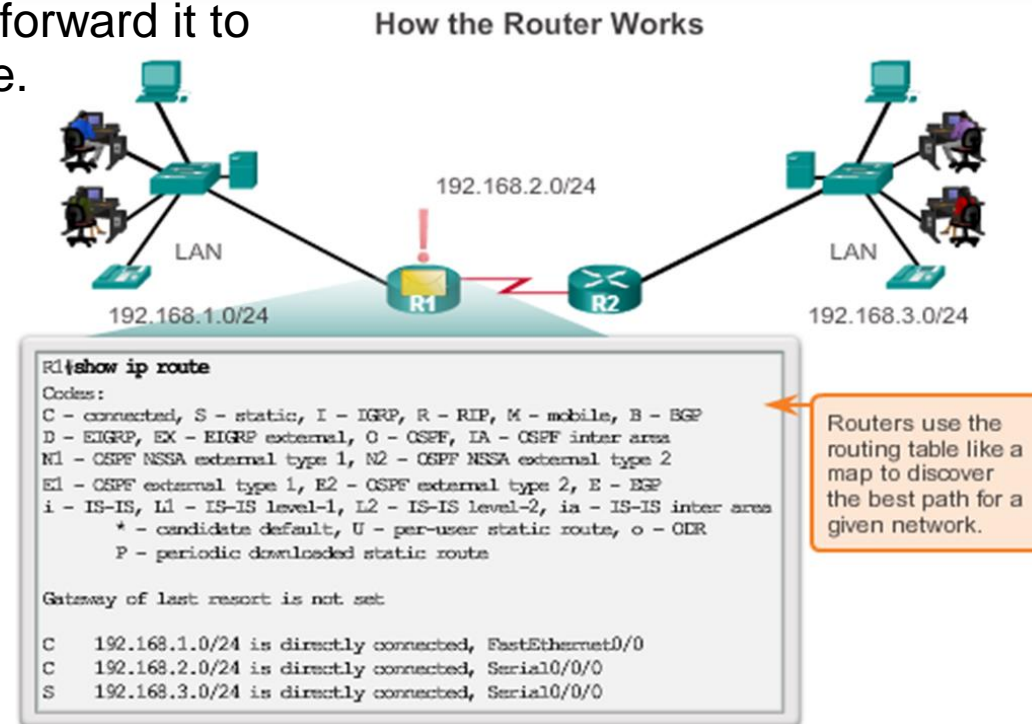 forward it to
e.
How the Router Works
192.168.2.0/24
LAN
LAN
R1
R2
192.168.1.0/24
192.168.3.0/24
R1#show ip route
Codes:
C - connected, S - static, I - IGRP, R - RIP, M - mobile, B - BGP
D - EIGRP, EX - EIGRP external, O - OSPF, IA - OSPF inter area
N1 - OSPF NSSA external type 1, N2 - OSPF NSSA external type 2
E1 - OSPF external type 1, E2 - OSPF external type 2, E - EGP
i - IS-IS, L1 - IS-IS level-1, L2 - IS-IS level-2, ia - IS-IS inter area
* - candidate default, U - per-user static route, o - ODR
P - periodic downloaded static route
Gateway of last resort is not set
C 192.168.1.0/24 is directly connected, FastEthernet0/0
C 192.168.2.0/24 is directly connected, Serial0/0/0
S 192.168.3.0/24 is directly connected, Serial0/0/0
Routers use the
routing table like a
map to discover
the best path for a
given network.